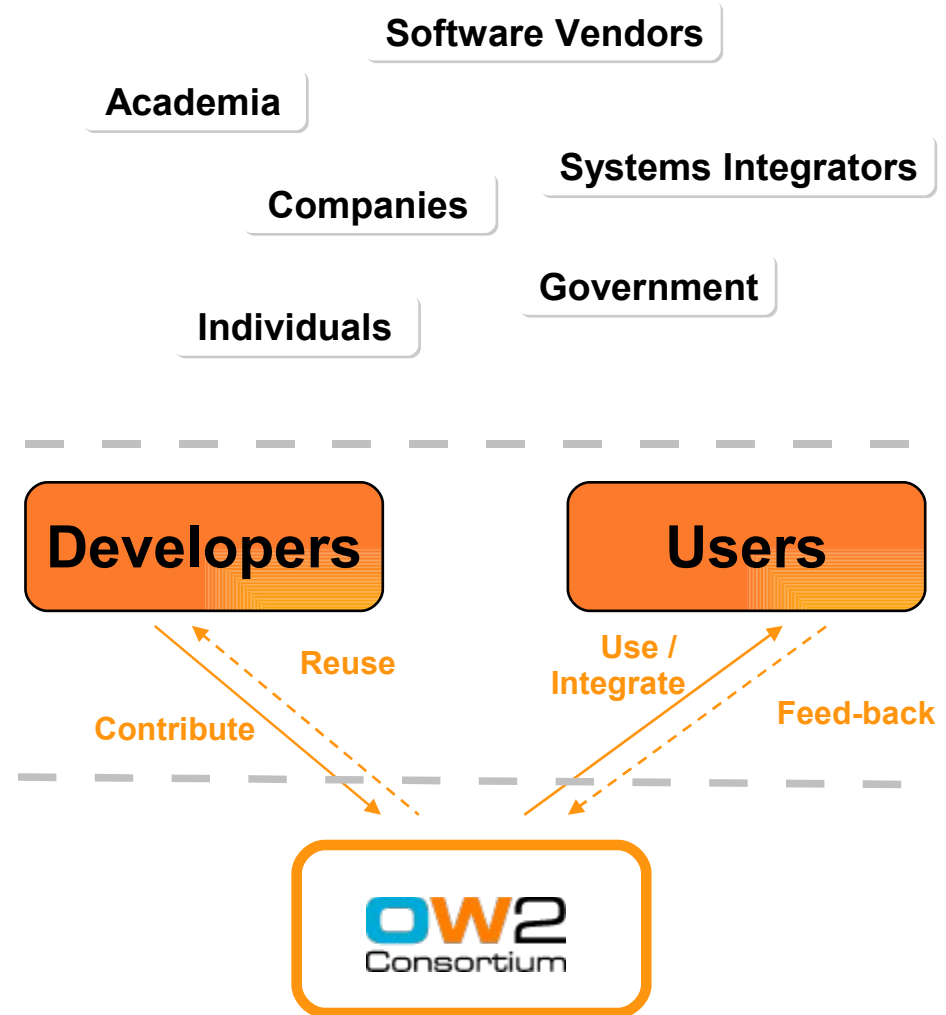 Software Vendors
Academia
Systems Integrators
Companies
Government
Individuals
Developers
Users
Reuse
Use /
Integrate
Contribute
Feed-back
OW2
Consortium